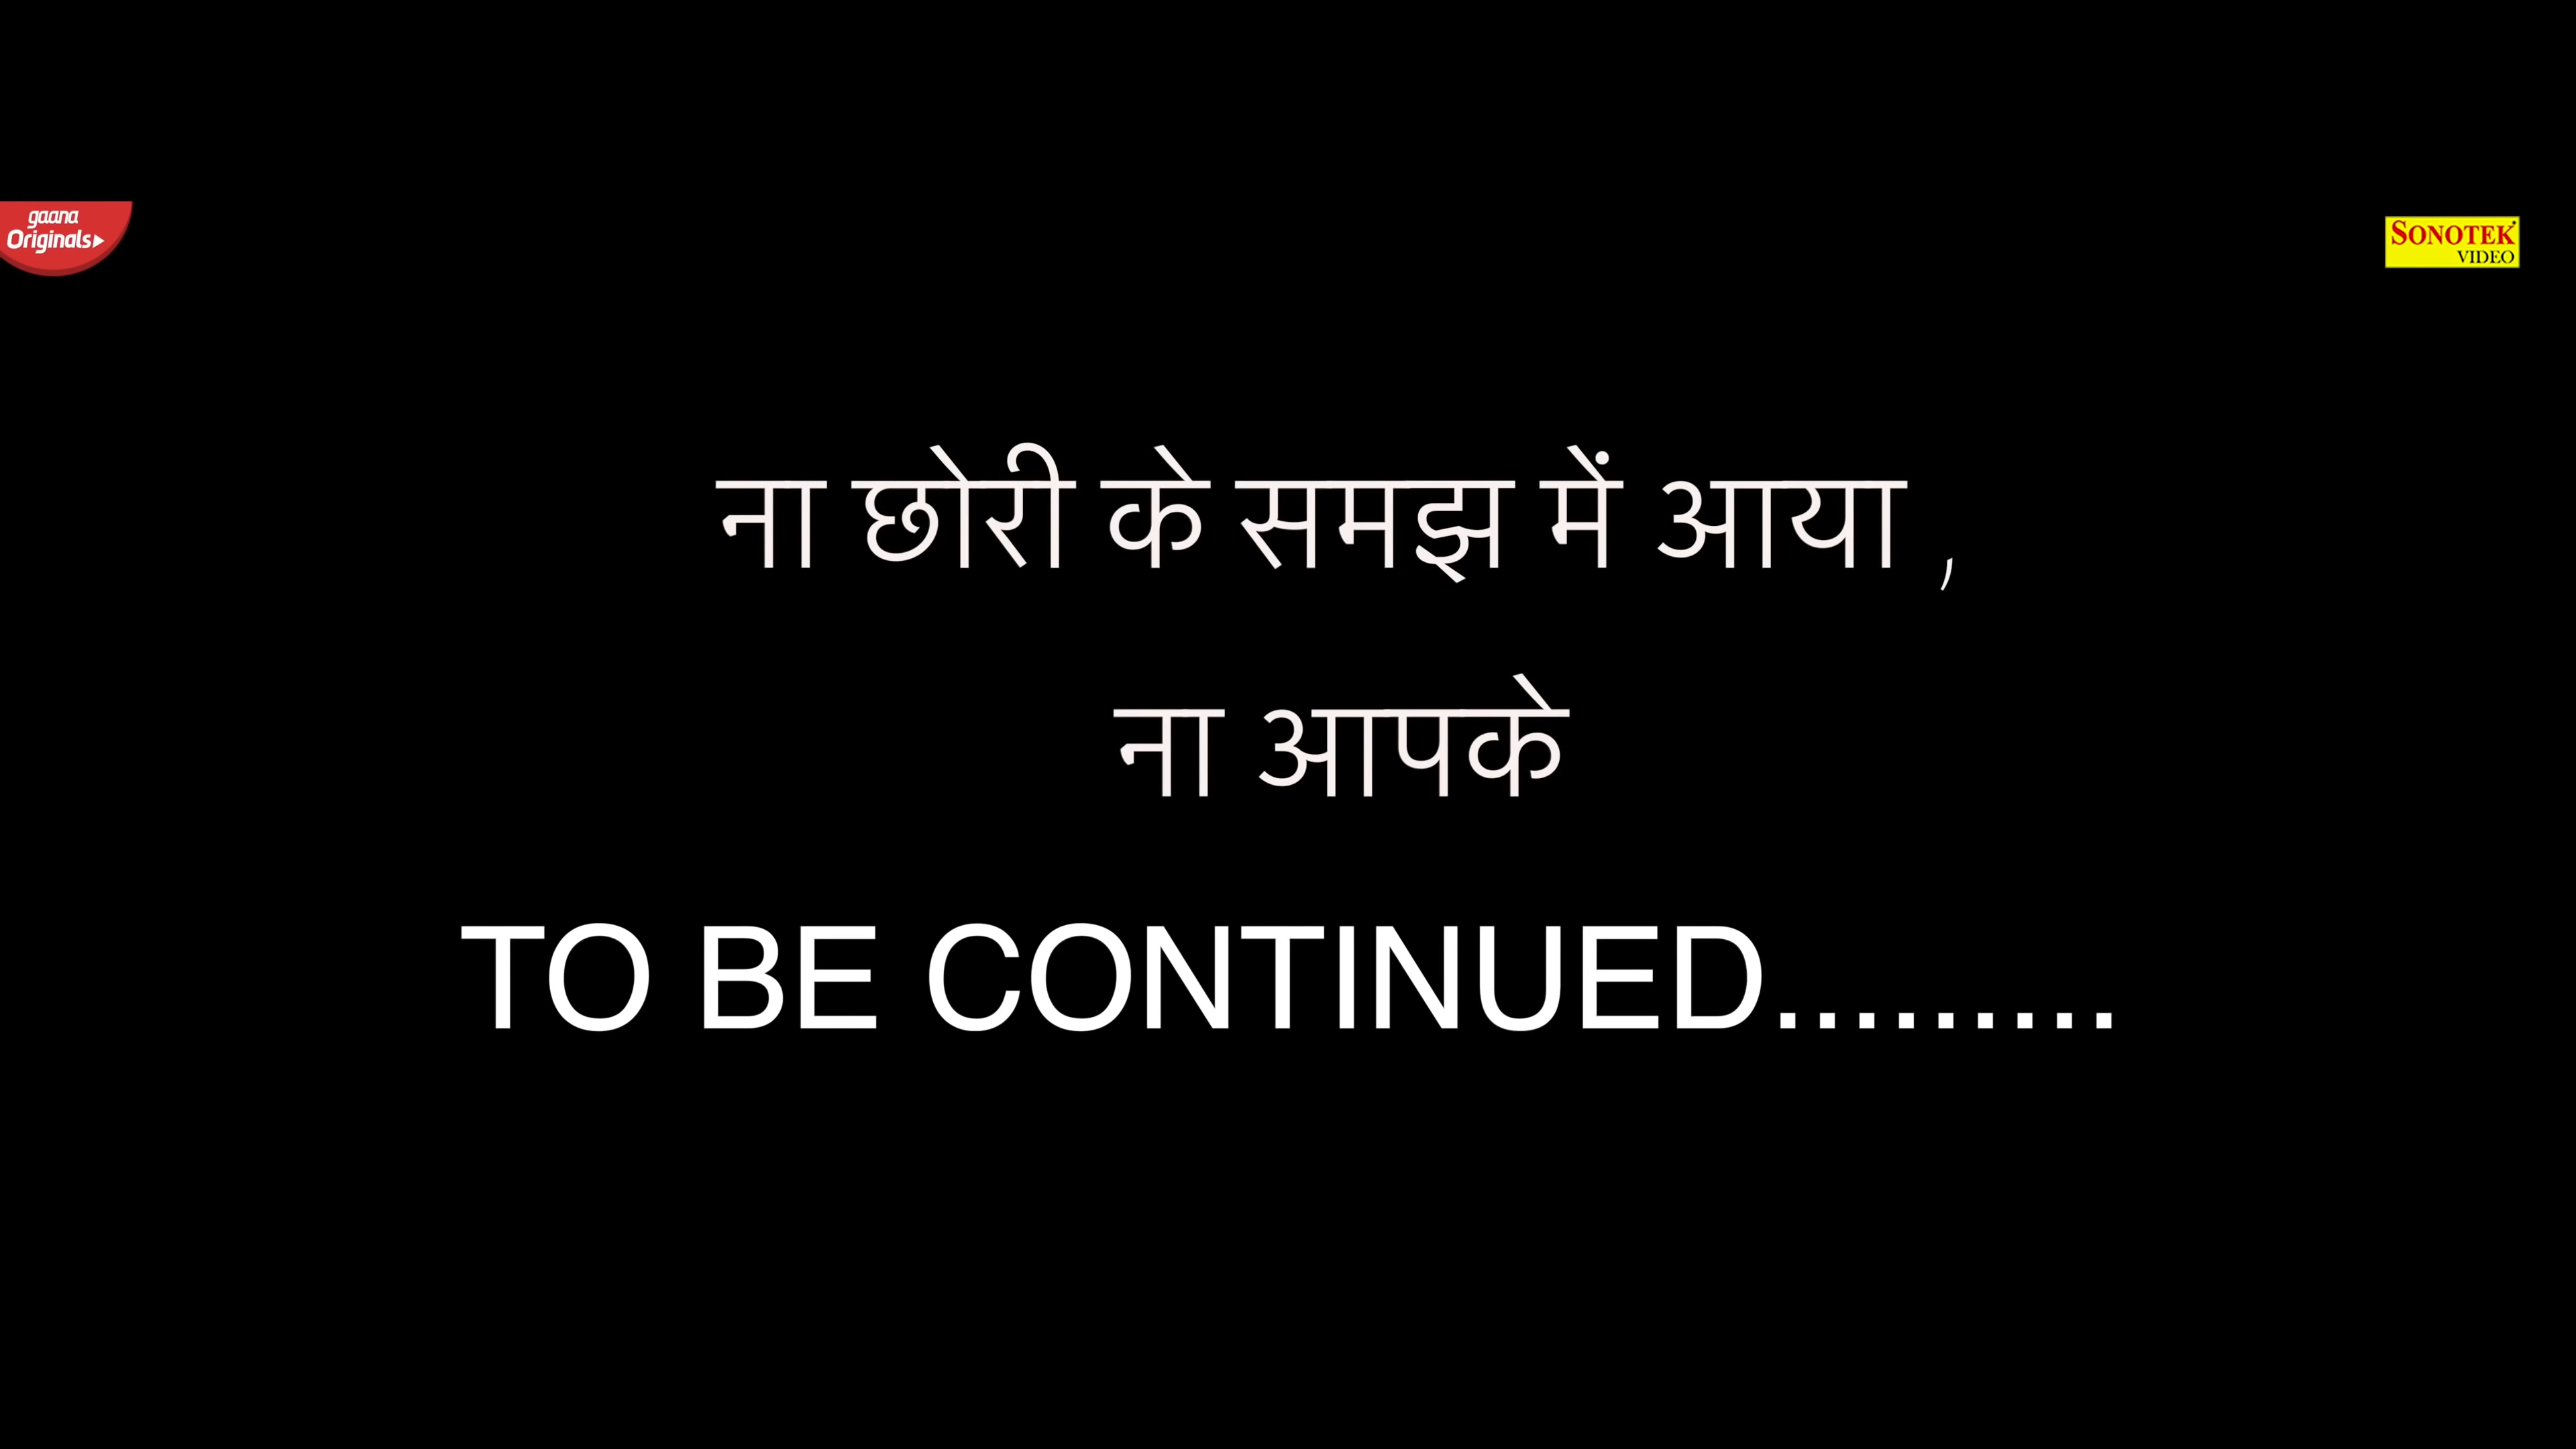 gaana
Originals
SONOTEK
VIDEO
ना छोरी के समझ में आया ,
ना आपके
TO BE CONTINUED.........